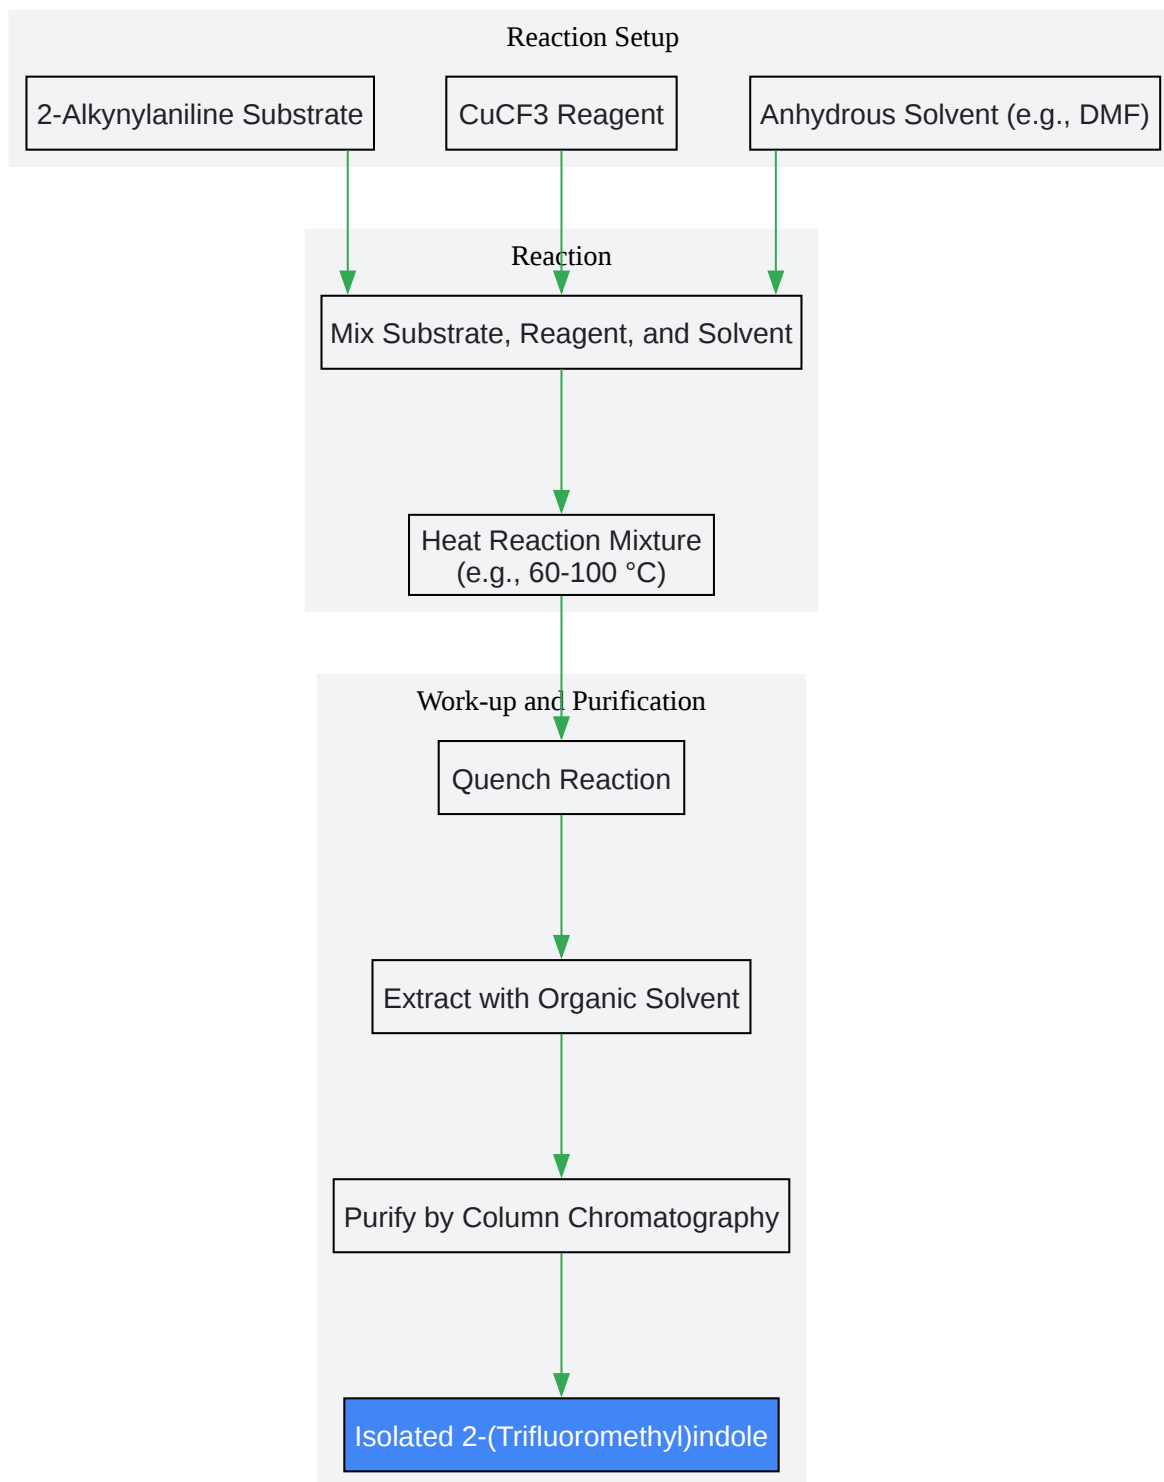 Reaction Setup
2-Alkynylaniline Substrate
CuCF3 Reagent
Anhydrous Solvent (e.g., DMF)
Reaction
Mix Substrate, Reagent, and Solvent
Heat Reaction Mixture
(e.g., 60-100 °C)
Work-up and Purification
Quench Reaction
Extract with Organic Solvent
Purify by Column Chromatography
Isolated 2-(Trifluoromethyl)indole